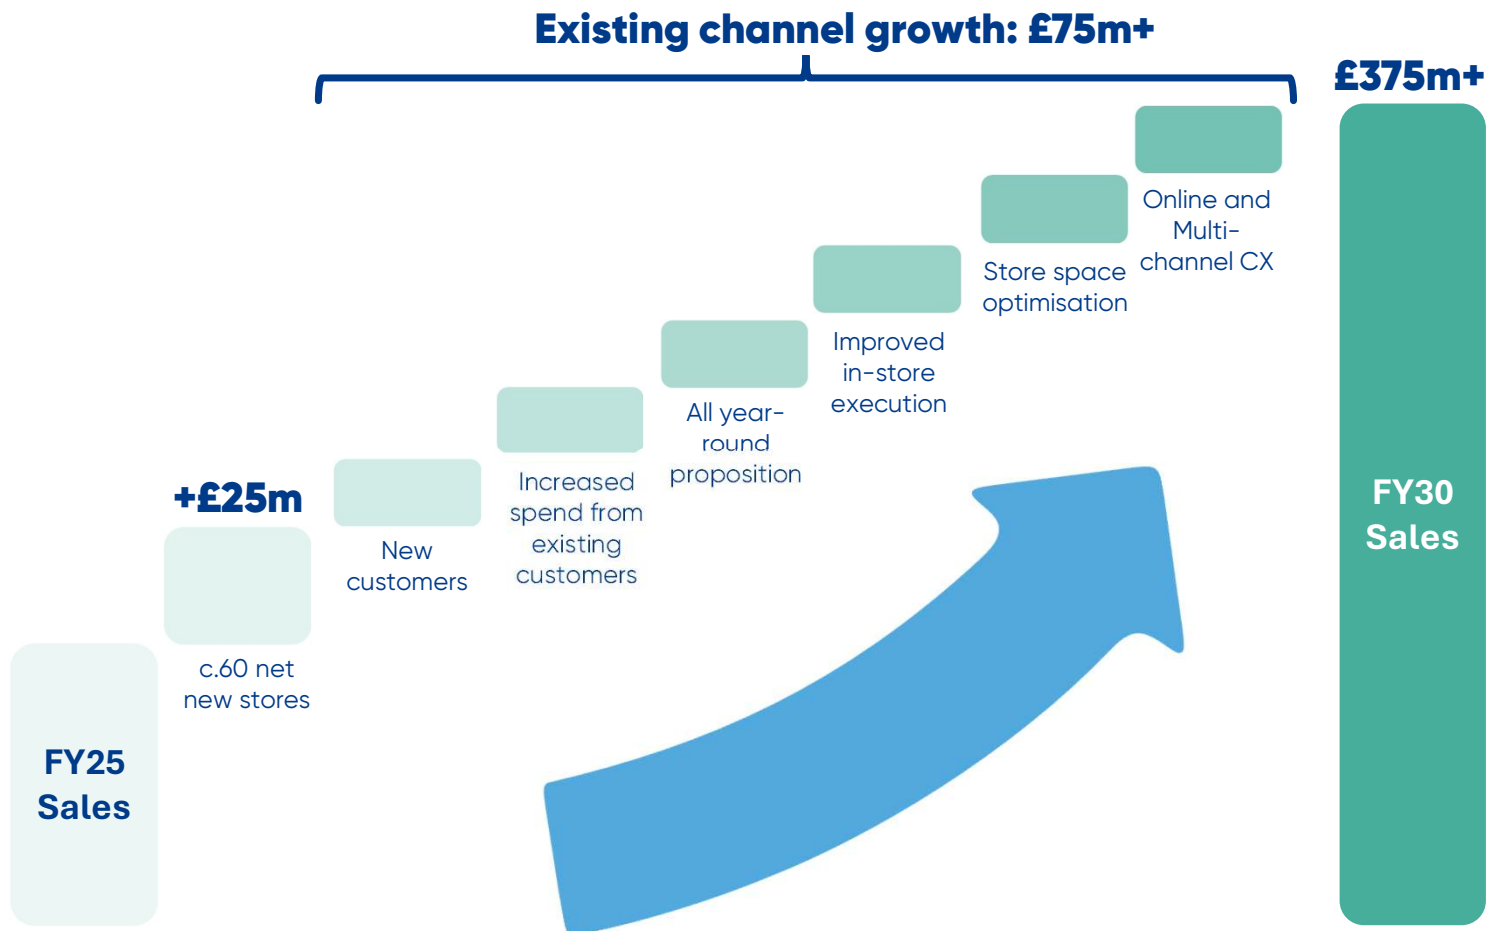 Existing channel growth: £75m+
£375m+
+£25m
FY25
Sales
c.60 net
new stores
New
customers
Increased
spend from
existing
customers
All year-
round
proposition
Improved
in-store
execution
Store space
optimisation
Online and
Multi-
channel CX
FY30
Sales